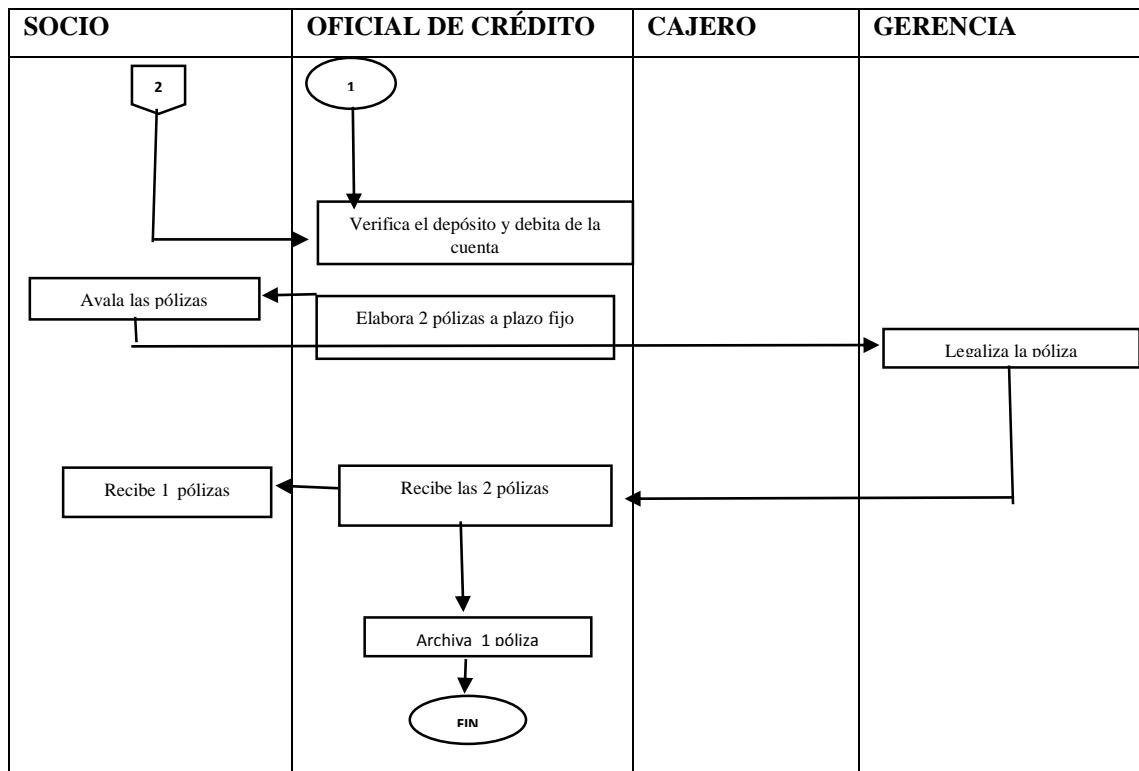 SOCIO
OFICIAL DE CRÉDITO
CAJERO
GERENCIA
2
1
Verifica el depósito y debita de la
cuenta
Avala las pólizas
Elabora 2 pólizas a plazo fijo
Legaliza la póliza
Recibe 1 pólizas
Recibe las 2 pólizas
Archiva 1 póliza
FIN